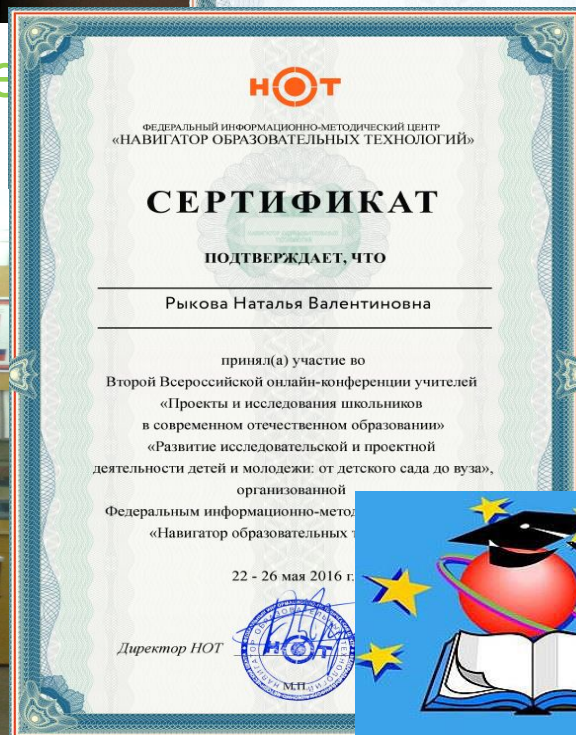 НОТ
ФЕДЕРАЛЬНЫЙ ИНФОРМАЦИОННО-МЕТОДИЧЕСКИЙ ЦЕНТР
«НАВИГАТОР ОБРАЗОВАТЕЛЬНЫХ ТЕХНОЛОГИЙ»
СЕРТИФИКАТ
ПОДТВЕРЖДАЕТ, ЧТО
Рыкова Наталья Валентиновна
принял(а) участие во
Второй Всероссийской онлайн-конференции учителей
«Проекты и исследования школьников
в современном отечественном образовании»
«Развитие исследовательской и проектной
деятельности детей и молодежи: от детского сада до вуза»,
организованной
Федеральным информационно-метод
«Навигатор образовательных т
22 - 26 мая 2016 г.
Директор НОТ
НОТ
М.П.